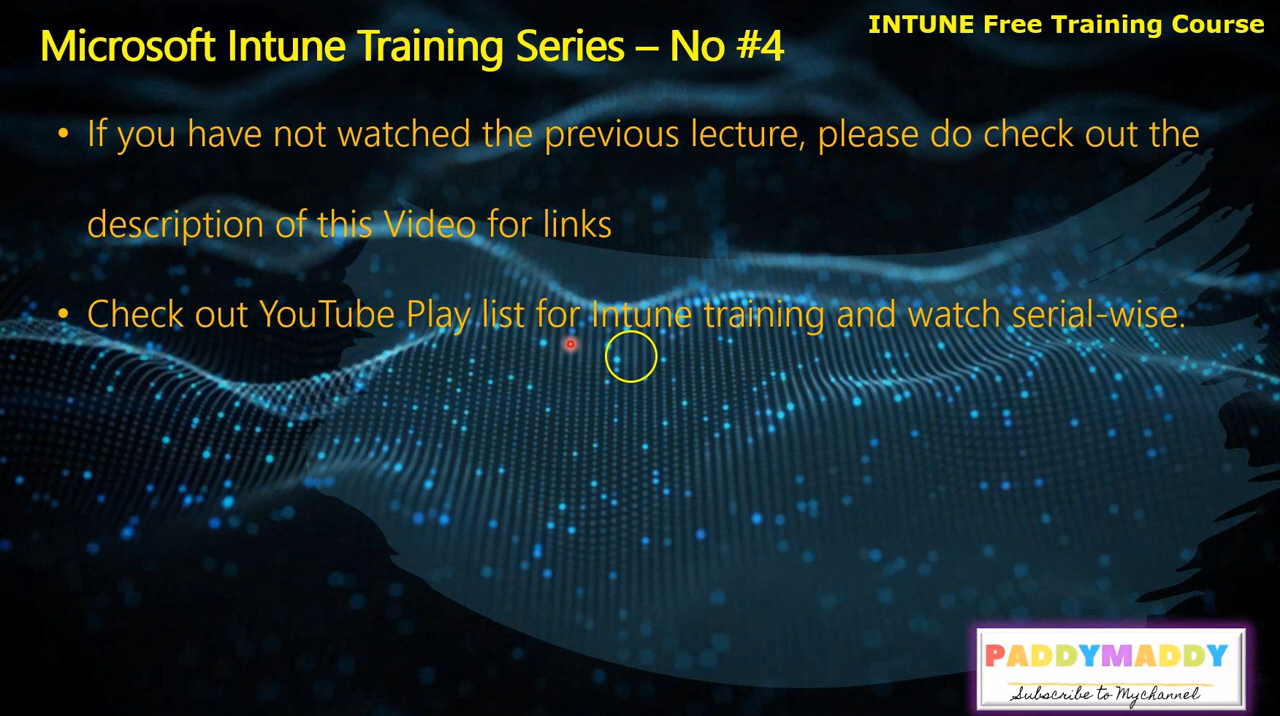 INTUNE Free Training Course
Microsoft Intune Training Series – No #4
• If you have not watched the previous lecture, please do check out the
description of this Video for links
• Check out YouTube Play list for Intune training and watch serial-wise.
PADDYMADDY
Subscribe to Mychannel